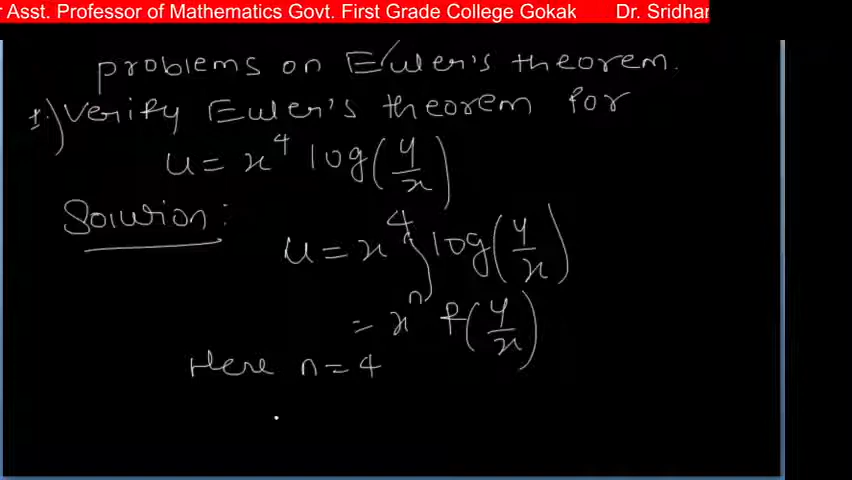 r Asst. Professor of Mathematics Govt. First Grade College Gokak Dr. Sridhar
problems on Euler's theorem.
1.) Verify Euler's theorem for
u = x^4 log(y/x)
Solution:
u = x^4 log(y/x)
= x^n f(y/x)
Here n = 4